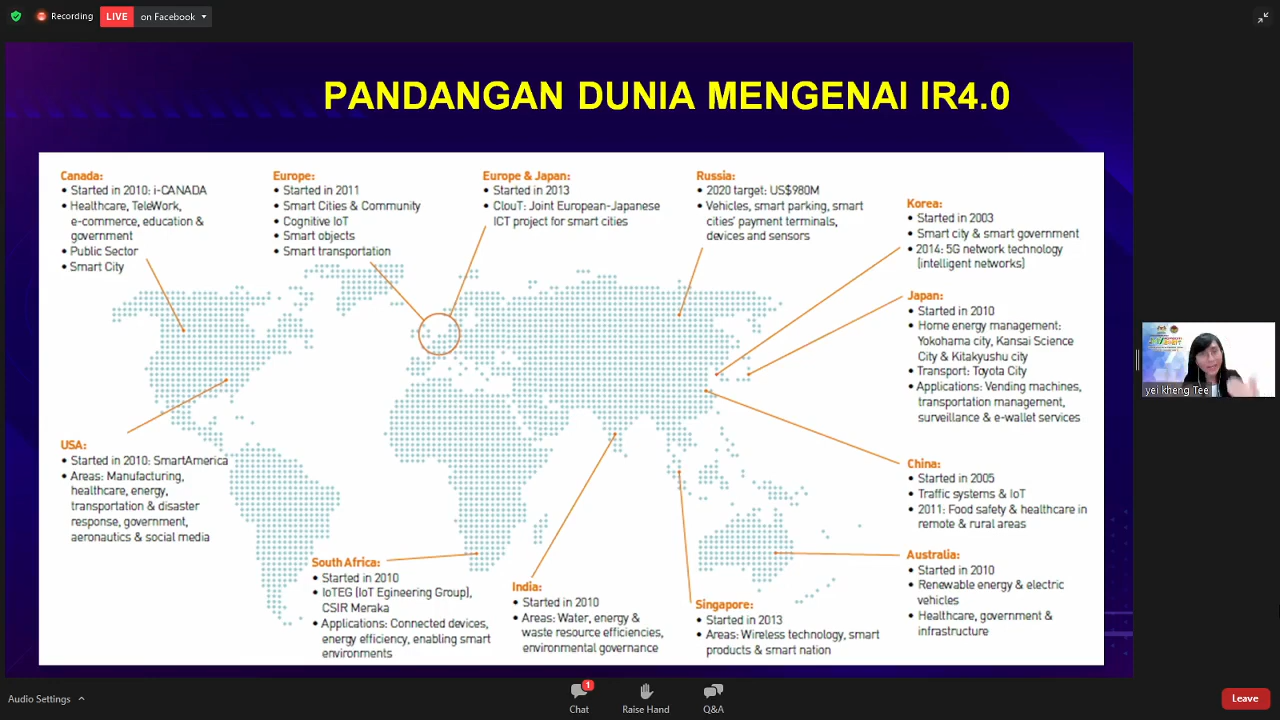 Recording
LIVE
on Facebook
PANDANGAN DUNIA MENGENAI IR4.0
Canada:
• Started in 2010: i-CANADA
• Healthcare, TeleWork,
e-commerce, education &
government
• Public Sector
• Smart City
Europe:
• Started in 2011
• Smart Cities & Community
• Cognitive IoT
• Smart objects
• Smart transportation
Europe & Japan:
• Started in 2013
• ClouT: Joint European-Japanese
ICT project for smart cities
Russia:
• 2020 target: US$980M
• Vehicles, smart parking, smart
cities' payment terminals,
devices and sensors
Korea:
• Started in 2003
• Smart city & smart government
• 2014: 5G network technology
(intelligent networks)
Japan:
• Started in 2010
• Home energy management:
Yokohama city, Kansai Science
City & Kitakyushu city
• Transport: Toyota City
• Applications: Vending machines,
transportation management,
surveillance & e-wallet services
USA:
• Started in 2010: SmartAmerica
• Areas: Manufacturing,
healthcare, energy,
transportation & disaster
response, government,
aeronautics & social media
China:
• Started in 2005
• Traffic systems & IoT
• 2011: Food safety & healthcare in
remote & rural areas
South Africa:
• Started in 2010
• IoTEG (IoT Egineering Group),
CSIR Meraka
• Applications: Connected devices,
energy efficiency, enabling smart
environments
India:
• Started in 2010
• Areas: Water, energy &
waste resource efficiencies,
environmental governance
Singapore:
• Started in 2013
• Areas: Wireless technology, smart
products & smart nation
Australia:
• Started in 2010
• Renewable energy & electric
vehicles
• Healthcare, government &
infrastructure
yei kheng Tee
Audio Settings
1
Chat
Raise Hand
Q&A
Leave